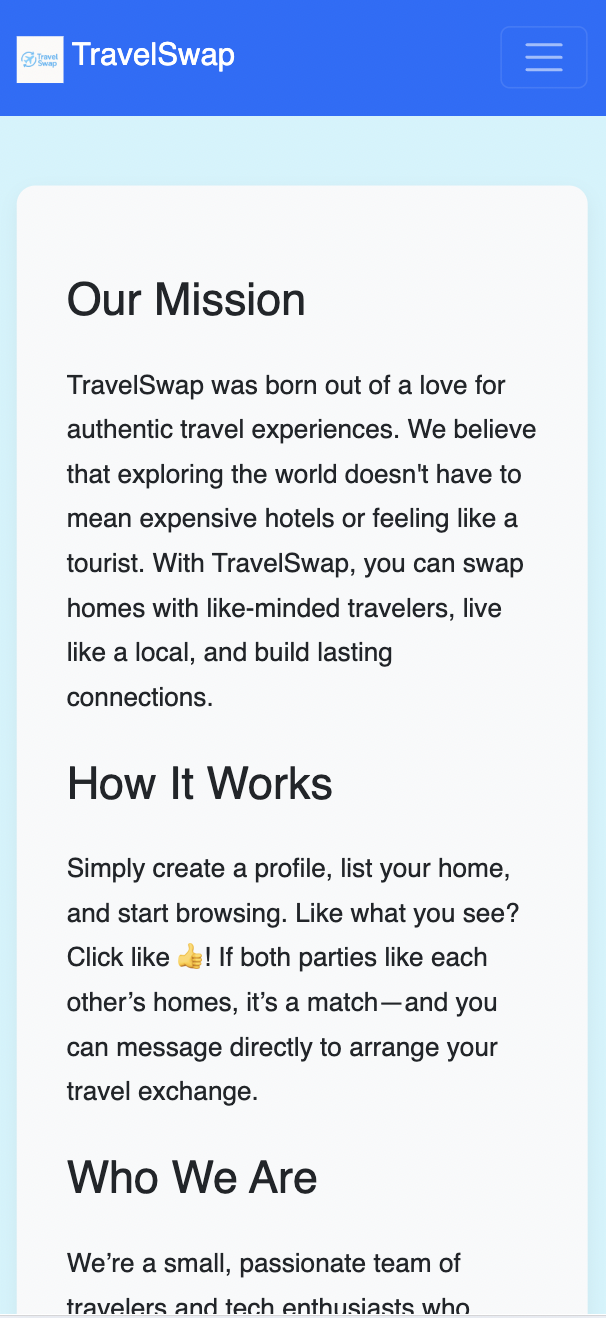 Travel
Swap
TravelSwap
Our Mission
TravelSwap was born out of a love for
authentic travel experiences. We believe
that exploring the world doesn't have to
mean expensive hotels or feeling like a
tourist. With TravelSwap, you can swap
homes with like-minded travelers, live
like a local, and build lasting
connections.
How It Works
Simply create a profile, list your home,
and start browsing. Like what you see?
Click like 👍! If both parties like each
other’s homes, it’s a match—and you
can message directly to arrange your
travel exchange.
Who We Are
We’re a small, passionate team of
travelers and tech enthusiasts who